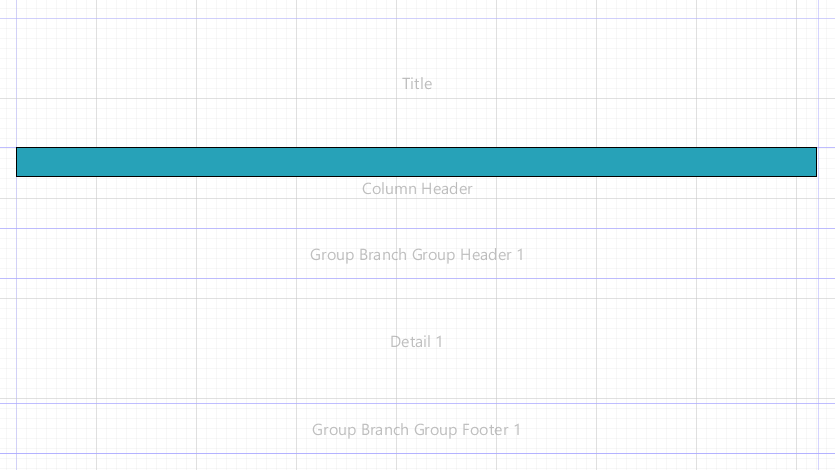 Title
Column Header
Group Branch Group Header 1
Detail 1
Group Branch Group Footer 1